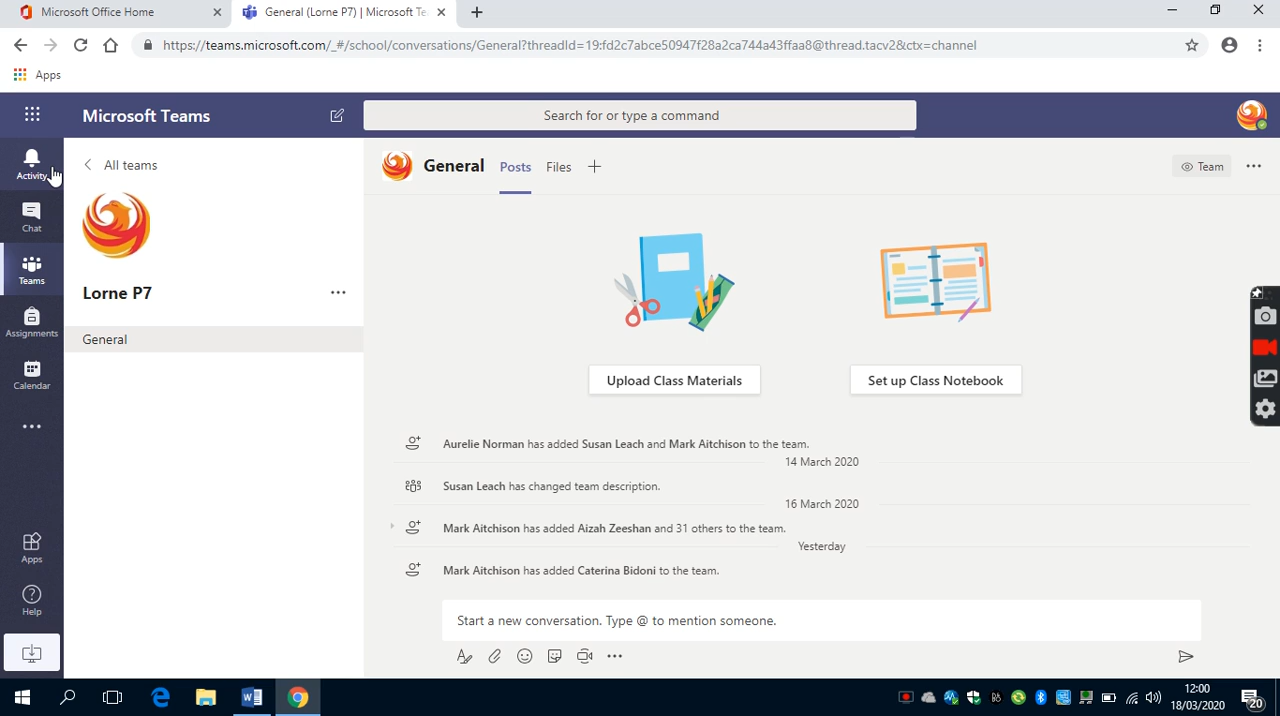 Microsoft Office Home
General (Lorne P7) | Microsoft Te
https://teams.microsoft.com/_#/school/conversations/General?threadId=19:fd2c7abce50947f28a2ca744a43ffaa8@thread.tacv2&ctx=channel
Apps
Microsoft Teams
Search for or type a command
Activity
Chat
Teams
Assignments
Calendar
Apps
Help
All teams
Lorne P7
General
General Posts Files
Team
Upload Class Materials
Set up Class Notebook
Aurelie Norman has added Susan Leach and Mark Aitchison to the team.
14 March 2020
Susan Leach has changed team description.
16 March 2020
Mark Aitchison has added Aizah Zeeshan and 31 others to the team.
Yesterday
Mark Aitchison has added Caterina Bidoni to the team.
Start a new conversation. Type @ to mention someone.
12:00
18/03/2020
20